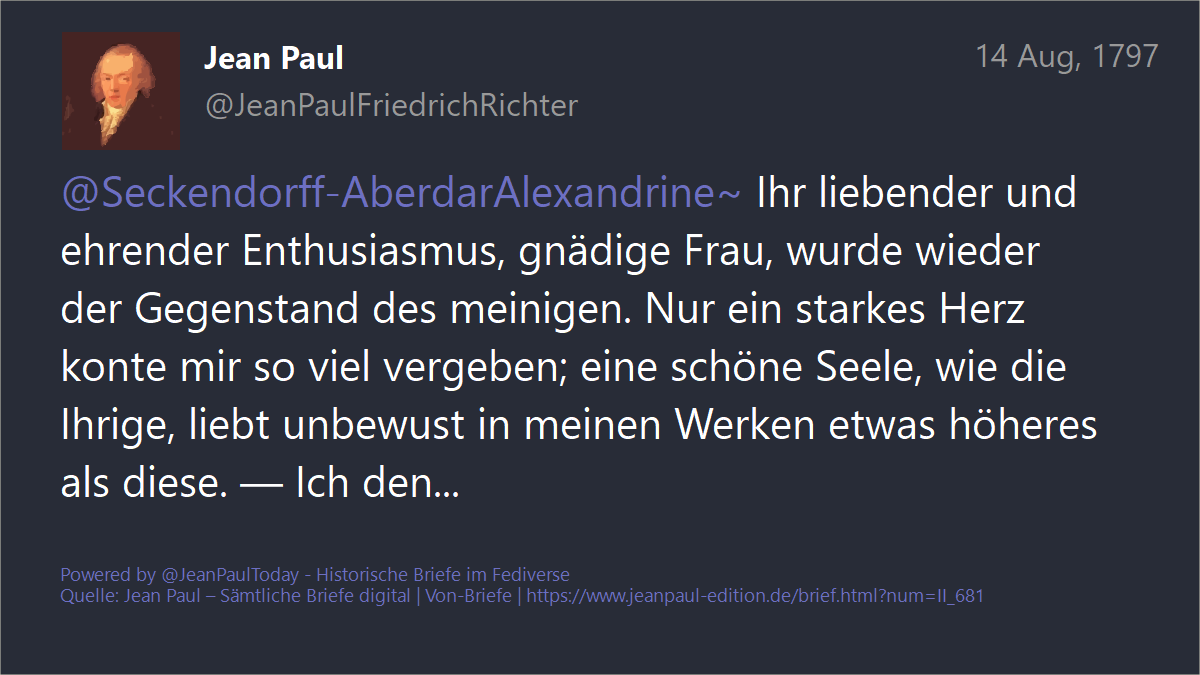 Jean Paul
14 Aug, 1797
@JeanPaulFriedrichRichter
@Seckendorff-AberdarAlexandrine~ Ihr liebender und
ehrender Enthusiasmus, gnädige Frau, wurde wieder
der Gegenstand des meinigen. Nur ein starkes Herz
konte mir so viel vergeben; eine schöne Seele, wie die
Ihrige, liebt unbewust in meinen Werken etwas höheres
als diese. — Ich den...
Powered by @JeanPaulToday - Historische Briefe im Fediverse
Quelle: Jean Paul – Sämtliche Briefe digital | Von-Briefe | https://www.jeanpaul-edition.de/brief.html?num=II_681